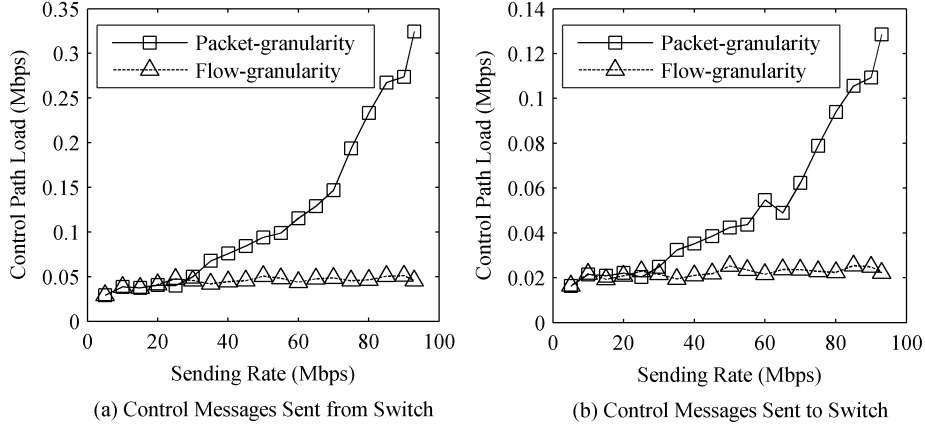 0.35
0.3
0.25
0.2
0.15
0.1
0.05
0
Control Path Load (Mbps)
Packet-granularity
Flow-granularity
0 20 40 60 80 100
Sending Rate (Mbps)
(a) Control Messages Sent from Switch
0.14
0.12
0.1
0.08
0.06
0.04
0.02
0
Control Path Load (Mbps)
Packet-granularity
Flow-granularity
0 20 40 60 80 100
Sending Rate (Mbps)
(b) Control Messages Sent to Switch